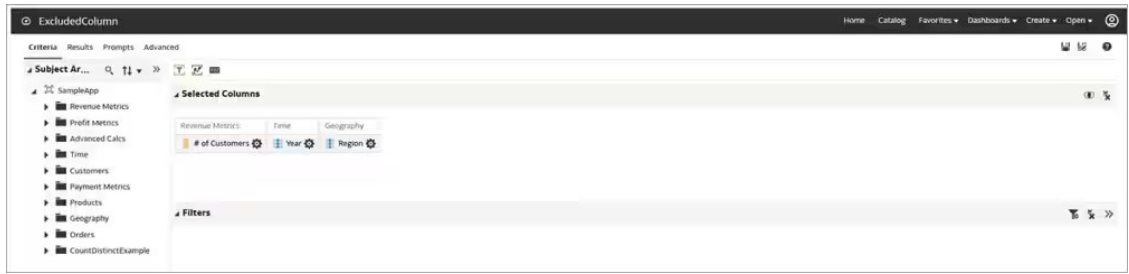 ExcludedColumn
Home Catalog Favorites Dashboards Create Open
Criteria Results Prompts Advanced
Subject Ar...
SampleApp
Revenue Metrics
Profit Metrics
Advanced Calcs
Time
Customers
Payment Metrics
Products
Geography
Orders
CountDistinctExample
Selected Columns
Revenue Metrics Time Geography
# of Customers Year Region
Filters